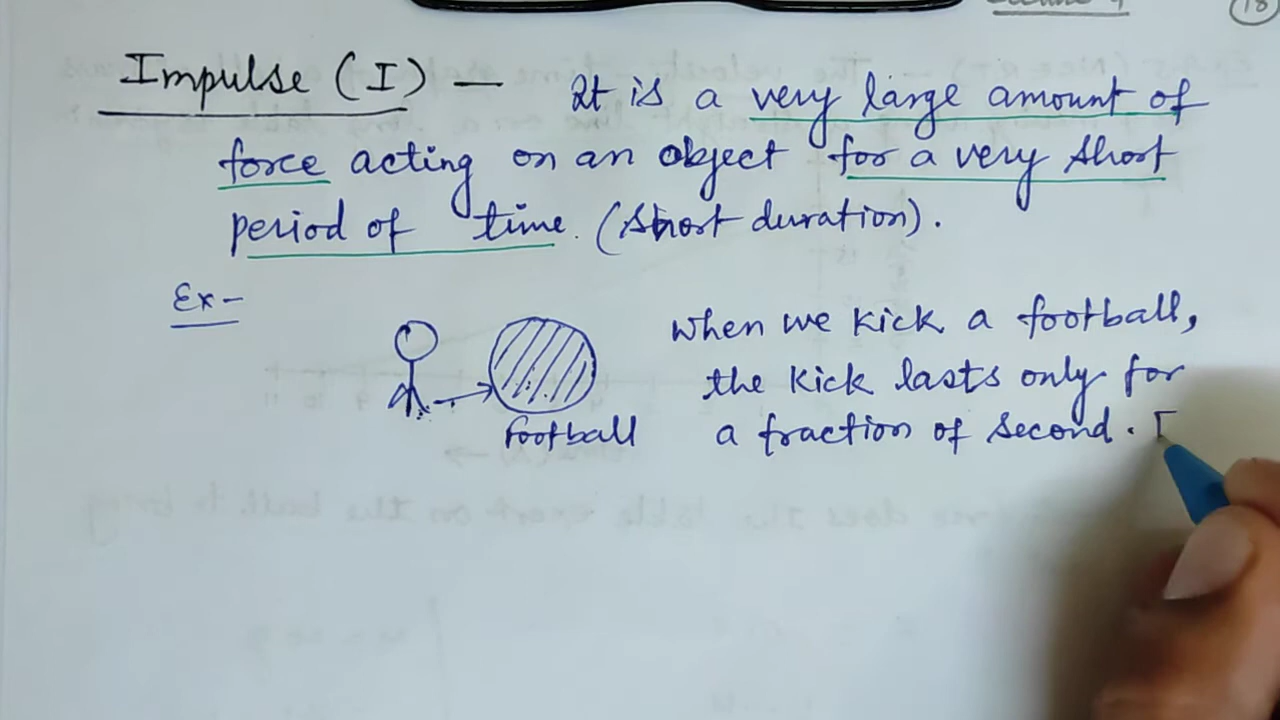 Impulse (I) — It is a very large amount of
force acting on an object for a very short
period of time. (short duration).
Ex-
When we kick a football,
the kick lasts only for
a fraction of second.
football